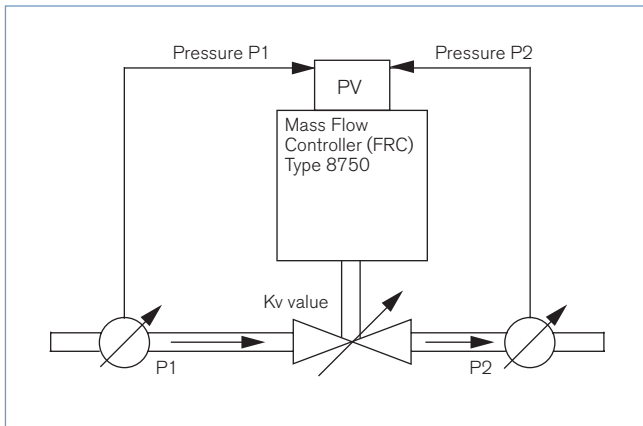 Pressure P1
Pressure P2
PV
Mass Flow
Controller (FRC)
Type 8750
Kv value
P1
P2